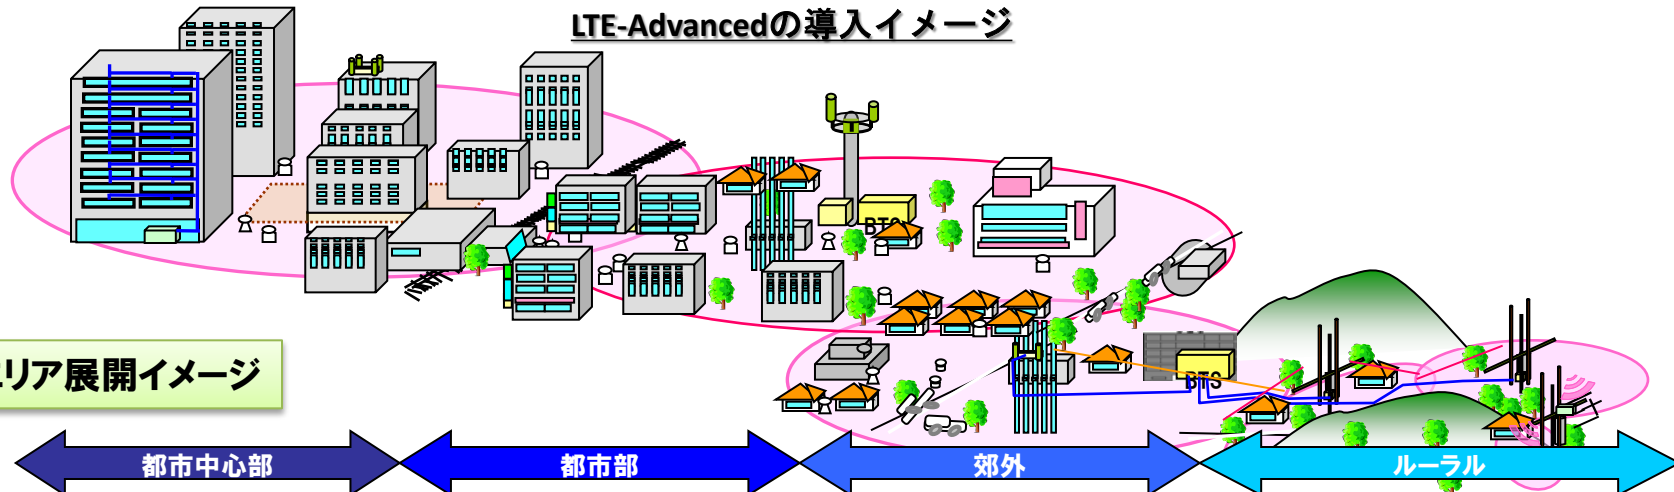 LTE-Advancedの導入イメージ
BTS
BTS
リア展開イメージ
都市中心部
都市部
郊外
ルーラル